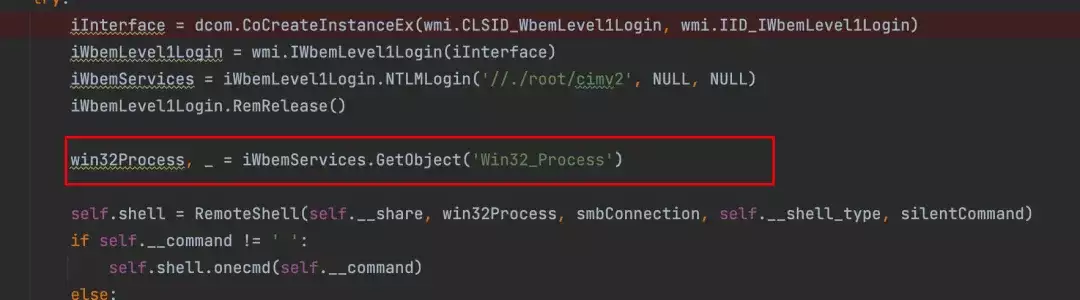 try:
iInterface = dcom.CoCreateInstanceEx(wmi.CLSID_WbemLevel1Login, wmi.IID_IWbemLevel1Login)
iWbemLevel1Login = wmi.IWbemLevel1Login(iInterface)
iWbemServices = iWbemLevel1Login.NTLMLogin('//./root/cimv2', NULL, NULL)
iWbemLevel1Login.RemRelease()
win32Process, _ = iWbemServices.GetObject('Win32_Process')
self.shell = RemoteShell(self.__share, win32Process, smbConnection, self.__shell_type, silentCommand)
if self.__command != ' ':
self.shell.onecmd(self.__command)
else: